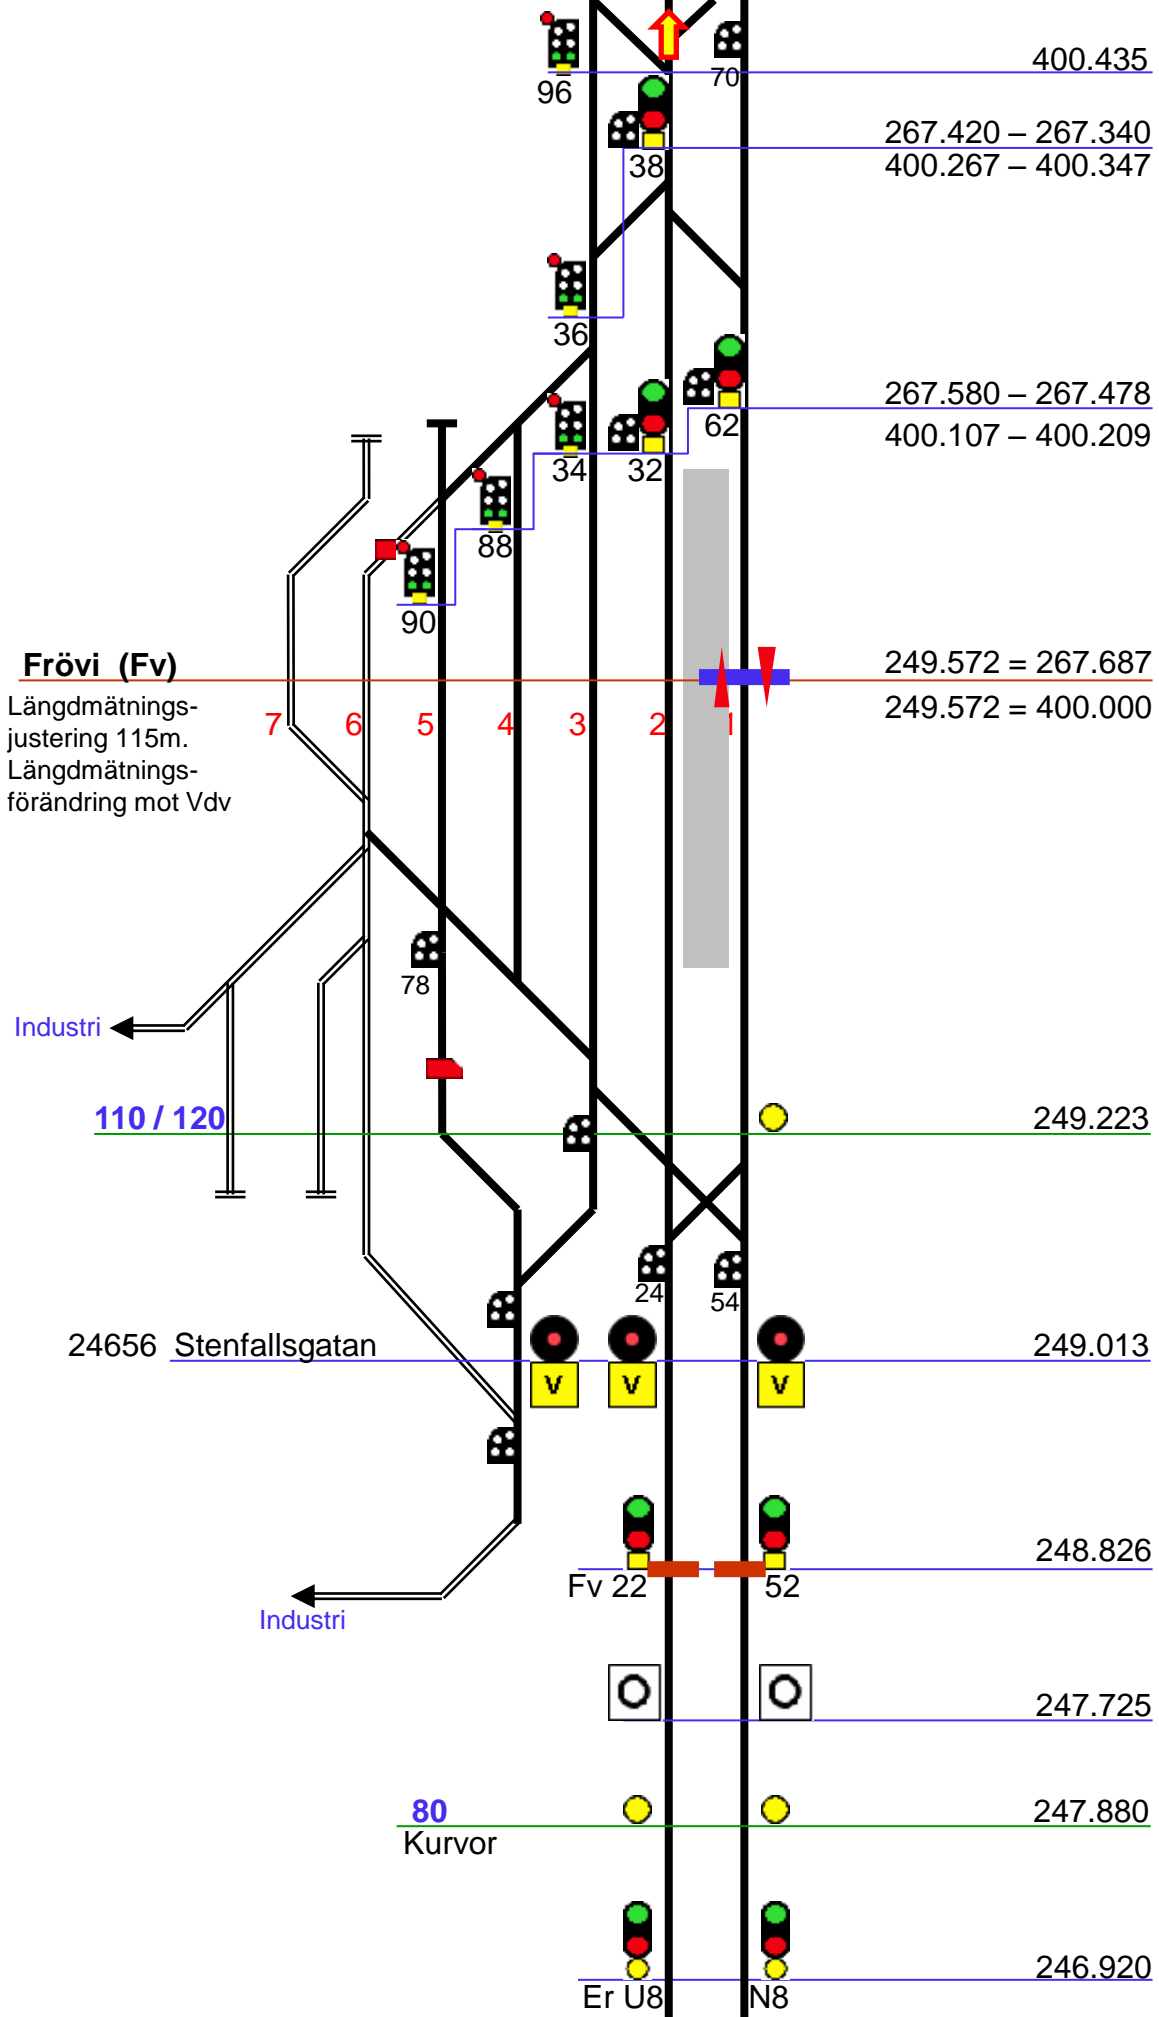 400.435
96
70
267.420 – 267.340
38
400.267 – 400.347
36
267.580 – 267.478
62
400.107 – 400.209
34
32
88
90
Frövi (Fv)
249.572 = 267.687
Längdmätnings-
justering 115m.
Längdmätnings-
förändring mot Vdv
7 6 5 4 3 2 1
249.572 = 400.000
78
Industri
110 / 120
249.223
24
54
24656 Stenfallsgatan
249.013
V V V
248.826
Fv 22
52
Industri
247.725
80
247.880
Kurvor
246.920
Er U8
N8